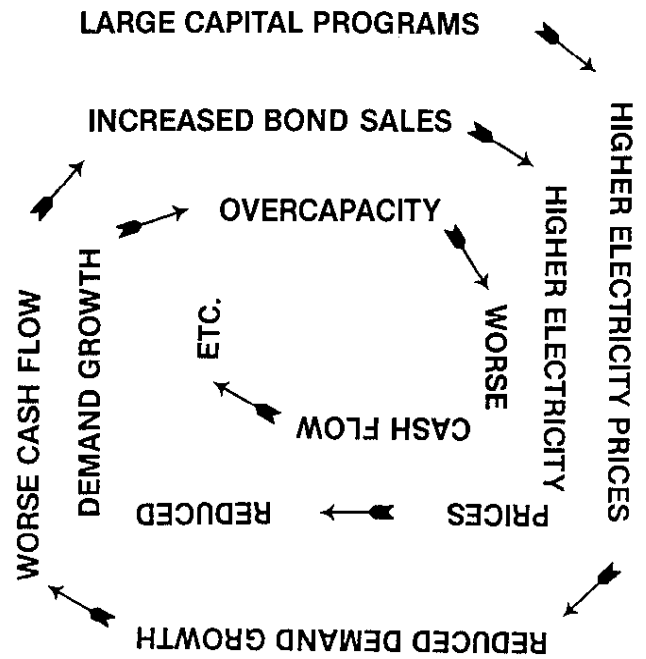 LARGE CAPITAL PROGRAMS
HIGHER ELECTRICITY PRICES
REDUCED DEMAND GROWTH
WORSE CASH FLOW
INCREASED BOND SALES
HIGHER ELECTRICITY
PRICES
REDUCED
DEMAND GROWTH
OVERCAPACITY
WORSE
CASH FLOW
ETC.